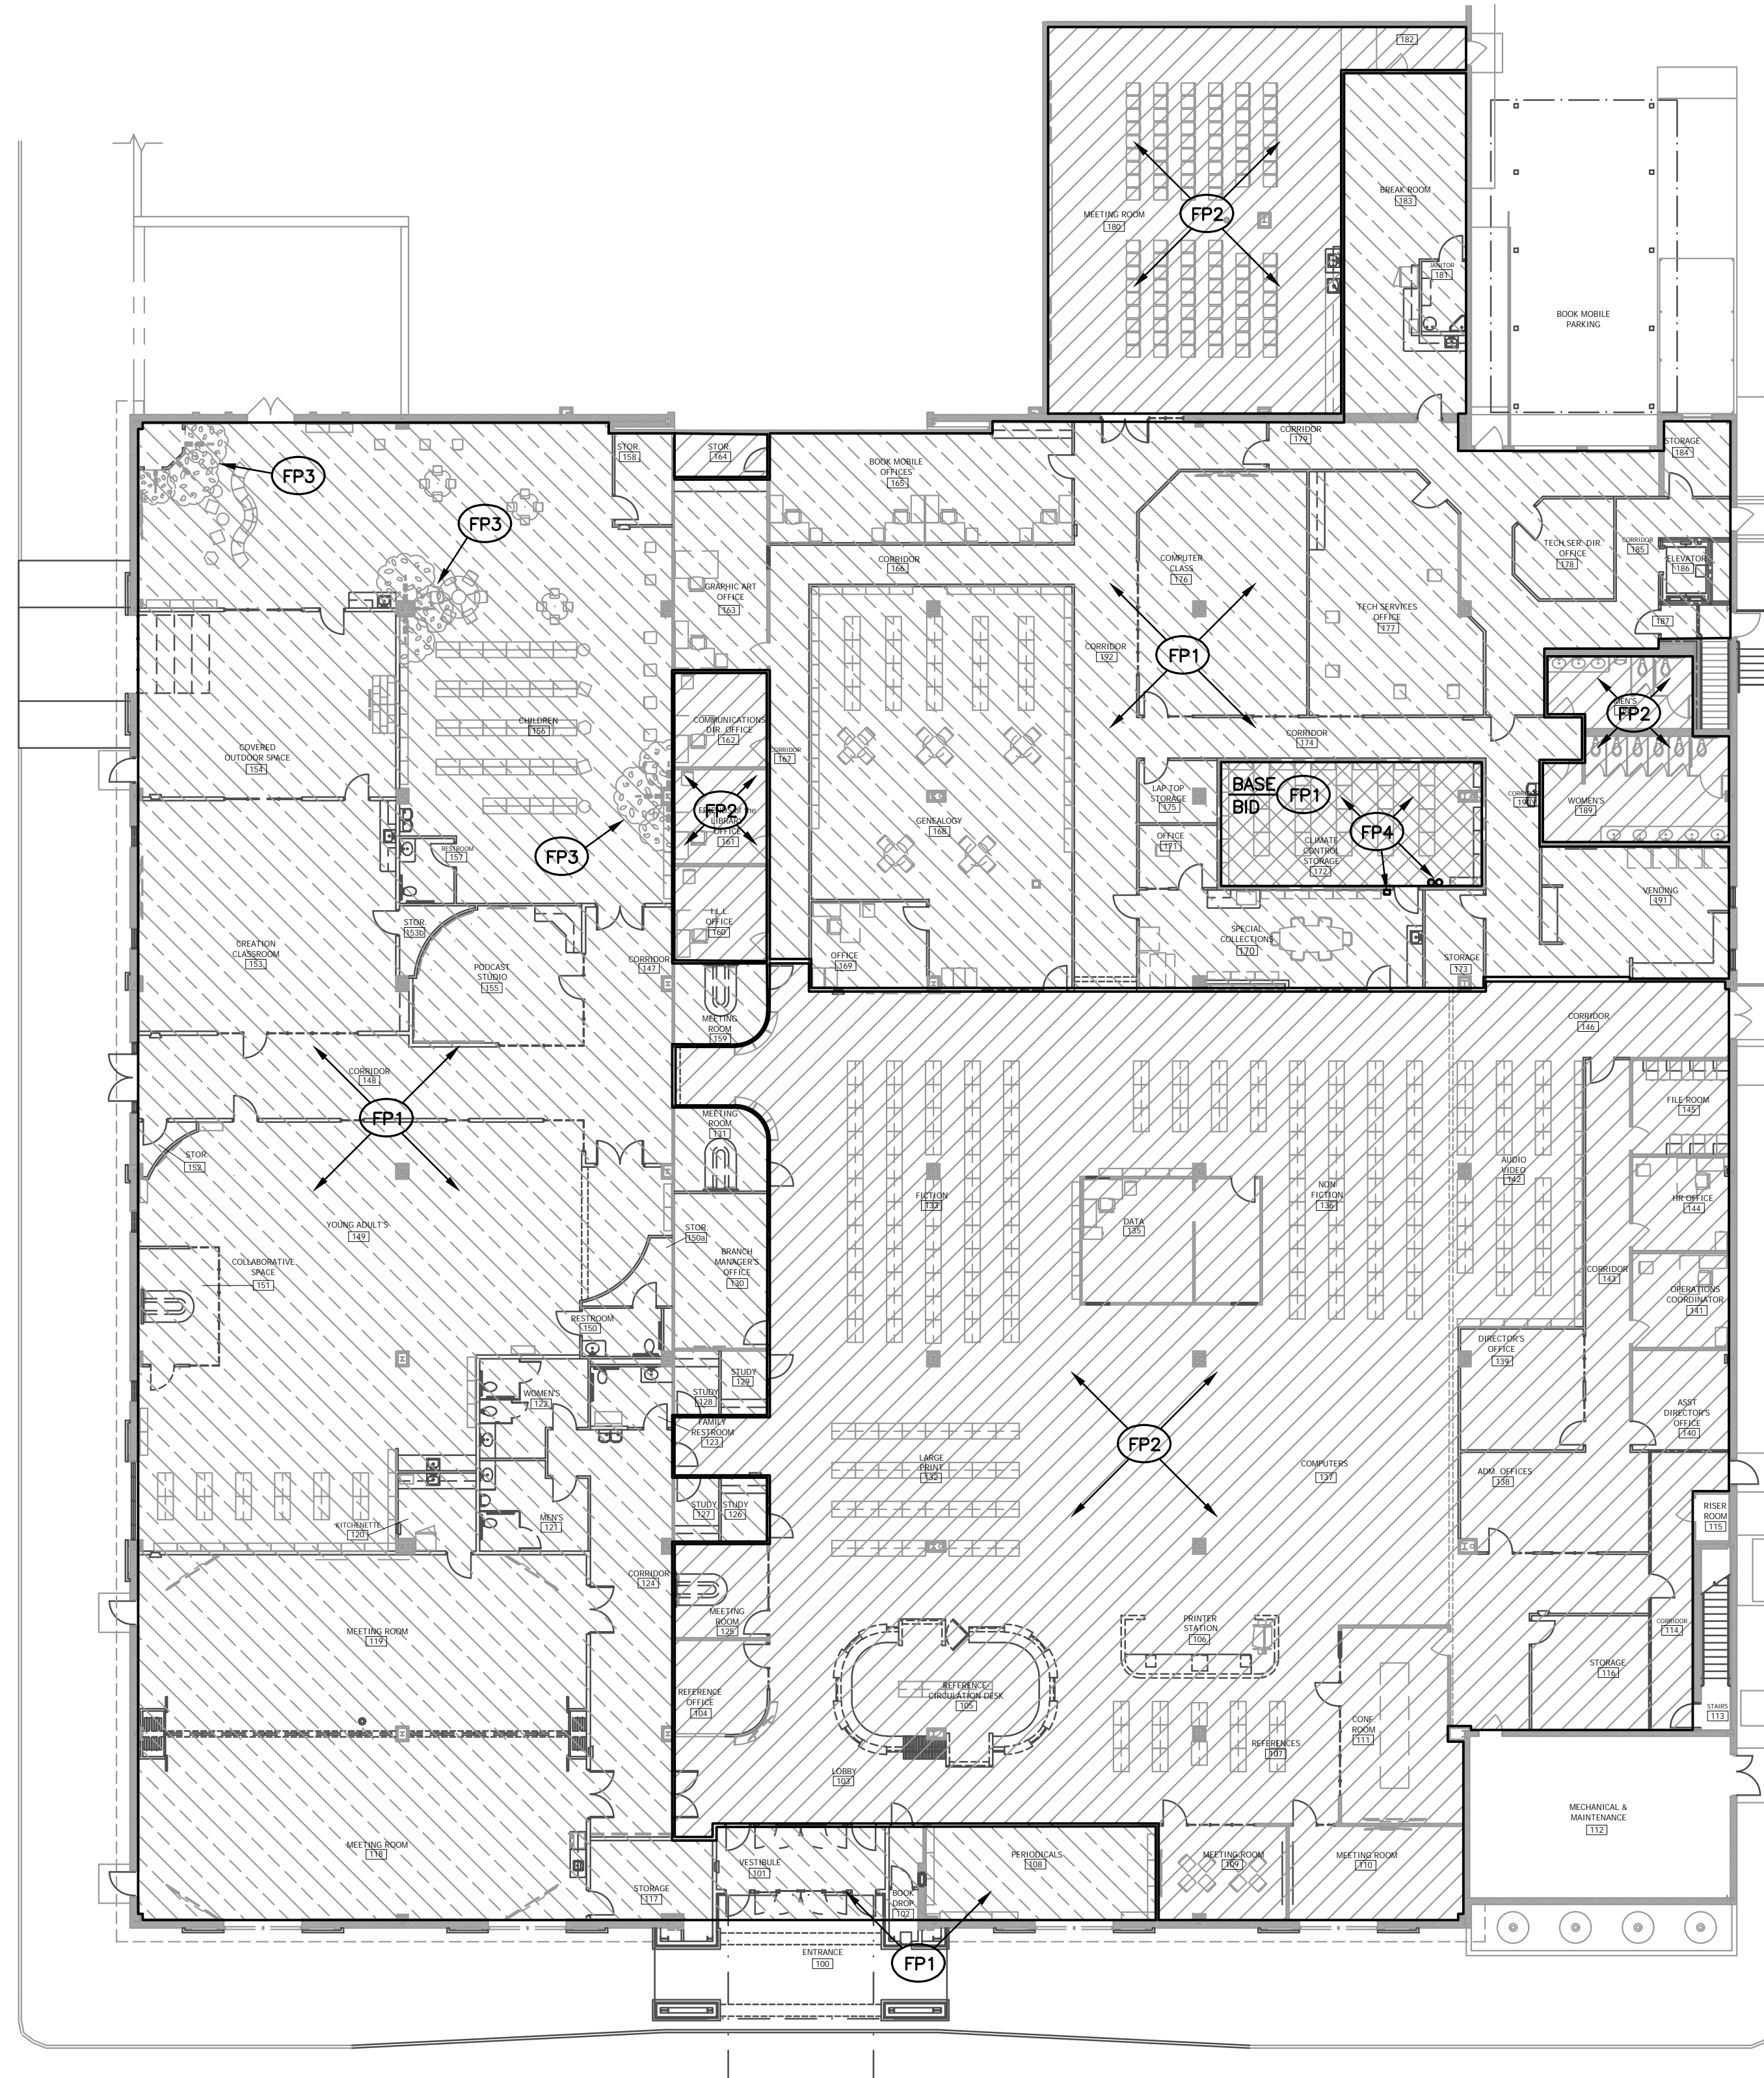 182
BREAK ROOM
183
FP2
MEETING ROOM
180
JANITOR
181
BOOK MOBILE
PARKING
CORRIDOR
179
STORAGE
184
STOR.
158
STOR.
164
BOOK MOBILE
OFFICES
165
FP3
FP3
TECH SER. DIR.
OFFICE
178
CORRIDOR
185
ELEVATOR
186
CORRIDOR
166
COMPUTER
CLASS
176
GRAPHIC ART
OFFICE
163
TECH SERVICES
OFFICE
177
187
CORRIDOR
192
FP1
MEN'S
FP2
CHILDREN
156
COMMUNICATIONS
DIR. OFFICE
162
CORRIDOR
167
CORRIDOR
174
COVERED
OUTDOOR SPACE
154
BASE
BID
FP1
LAP TOP
STORAGE
175
WOMEN'S
189
FP2
LIBRARY
OFFICE
161
GENEALOGY
168
OFFICE
171
FP4
CLIMATE
CONTROL
STORAGE
172
RESTROOM
157
FP3
VENDING
191
STOR.
153b
I.L.L.
OFFICE
160
CREATION
CLASSROOM
153
PODCAST
STUDIO
155
CORRIDOR
147
OFFICE
169
SPECIAL
COLLECTIONS
170
STORAGE
173
MEETING
ROOM
159
CORRIDOR
146
CORRIDOR
148
FP1
MEETING
ROOM
131
FILE ROOM
145
STOR.
152
AUDIO
VIDEO
142
FICTION
133
NON
FICTION
136
HR OFFICE
144
YOUNG ADULT'S
149
STOR.
150a
DATA
135
BRANCH
MANAGER'S
OFFICE
130
COLLABORATIVE
SPACE
151
CORRIDOR
143
OPERATIONS
COORDINATOR
141
RESTROOM
150
DIRECTOR'S
OFFICE
139
STUDY
129
STUDY
128
WOMEN'S
122
FAMILY
RESTROOM
123
ASST
DIRECTOR'S
OFFICE
140
FP2
LARGE
PRINT
132
COMPUTERS
137
ADM. OFFICES
138
STUDY
127
STUDY
126
RISER
ROOM
115
KITCHENETTE
120
MEN'S
121
CORRIDOR
124
MEETING
ROOM
125
PRINTER
STATION
106
CORRIDOR
114
MEETING ROOM
119
STORAGE
116
REFERENCE
OFFICE
104
REFERENCE-
CIRCULATION DESK
105
STAIRS
113
CONF.
ROOM
111
REFERENCES
107
LOBBY
103
MECHANICAL &
MAINTENANCE
112
MEETING ROOM
118
VESTIBULE
101
PERIODICALS
108
MEETING ROOM
109
MEETING ROOM
110
STORAGE
117
BOOK
DROP
102
ENTRANCE
100
FP1